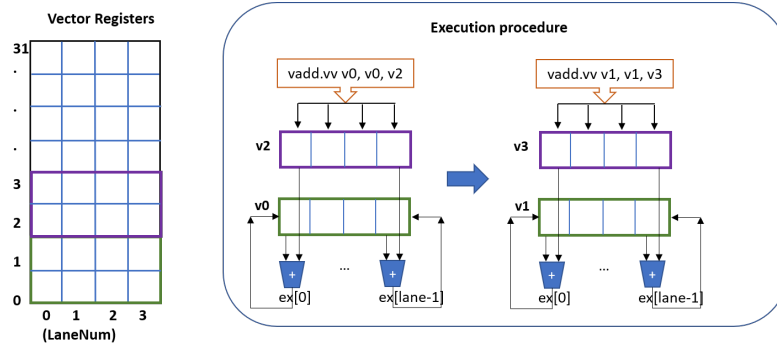 Vector Registers
31
.
.
.
3
2
1
0
0 1 2 3
(LaneNum)
Execution procedure
vadd.vv v0, v0, v2
v2
v0
+
...
+
ex[0]
ex[lane-1]
vadd.vv v1, v1, v3
v3
v1
+
...
+
ex[0]
ex[lane-1]